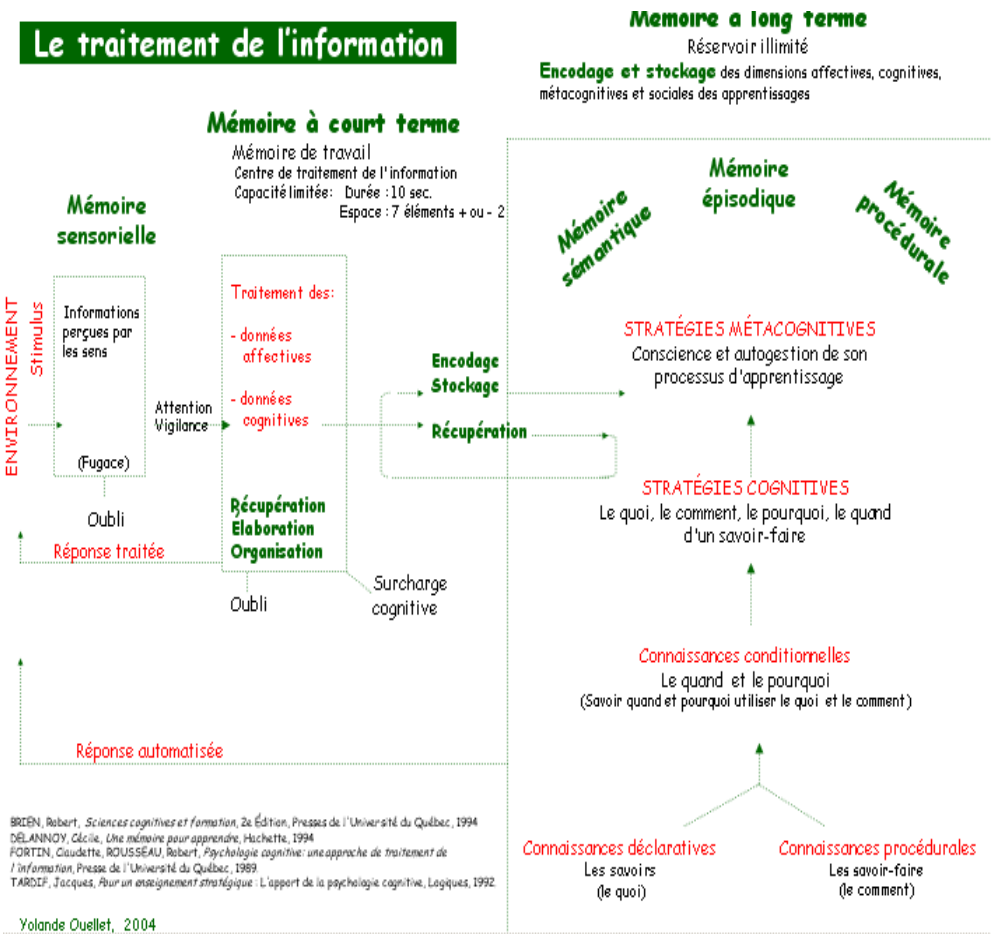 Le traitement de l'information
Mémoire a long terme
Réservoir illimité
Encodage et stockage des dimensions affectives, cognitives,
métacognitives et sociales des apprentissages
Mémoire à court terme
Mémoire de travail
Centre de traitement de l'information
Capacité limitée: Durée : 10 sec.
Espace : 7 éléments + ou - 2
Mémoire
sensorielle
Mémoire
sémantique
Mémoire
épisodique
Mémoire
procédurale
ENVIRONNEMENT
Stimulus
Informations
perçues par
les sens
(Fugace)
Oubli
Attention
Vigilance
Traitement des:
- données
affectives
- données
cognitives
Récupération
Élaboration
Organisation
Oubli
Surcharge
cognitive
Encodage
Stockage
Récupération
Réponse traitée
Réponse automatisée
STRATÉGIES MÉTACOGNITIVES
Conscience et autogestion de son
processus d'apprentissage
STRATÉGIES COGNITIVES
Le quoi, le comment, le pourquoi, le quand
d'un savoir-faire
Connaissances conditionnelles
Le quand et le pourquoi
(Savoir quand et pourquoi utiliser le quoi et le comment)
Connaissances déclaratives
Les savoirs
(le quoi)
Connaissances procédurales
Les savoir-faire
(le comment)
BRIEN, Robert, Sciences cognitives et formation, 2e Édition, Presses de l'Université du Québec, 1994
DELANNOY, Cécile, Une mémoire pour apprendre, Hachette, 1994
FORTIN, Claudette, ROUSSEAU, Robert, Psychologie cognitive: une approche de traitement de
l'information, Presse de l'Université du Québec, 1989.
TARDIF, Jacques, Pour un enseignement stratégique : L'apport de la psychologie cognitive, Logiques, 1992
Yolande Ouellet, 2004